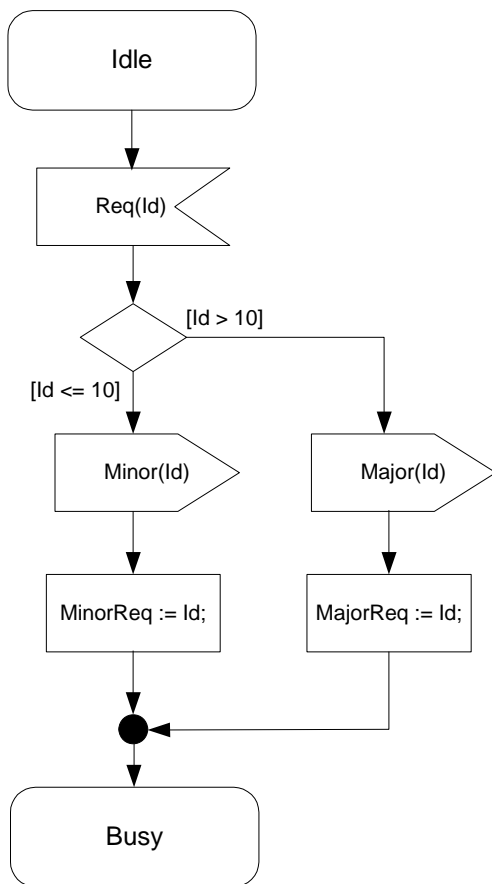 Idle
Req(Id)
[Id > 10]
[Id <= 10]
Minor(Id)
Major(Id)
MinorReq := Id;
MajorReq := Id;
Busy